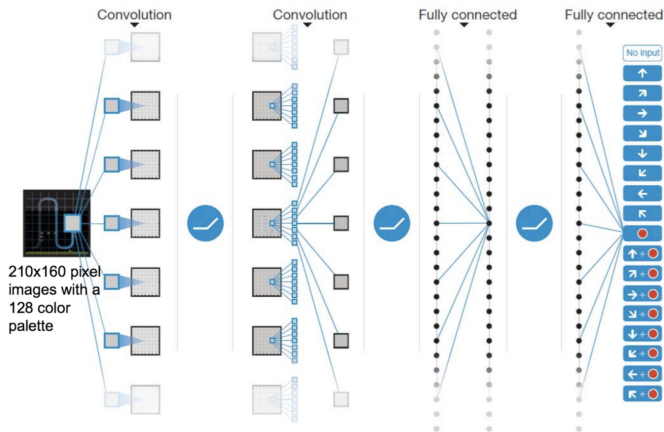 Convolution
Convolution
Fully connected
Fully connected
No input
210x160 pixel
images with a
128 color
palette